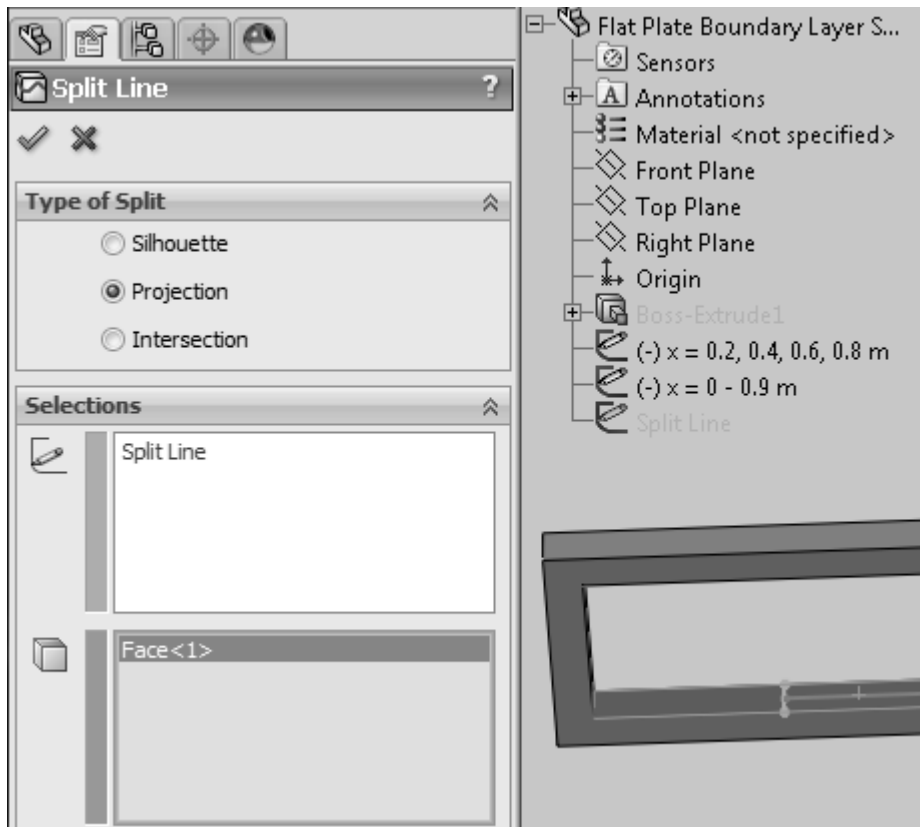 Split Line
?
Type of Split
Silhouette
Projection
Intersection
Selections
Split Line
Face<1>
Flat Plate Boundary Layer S...
Sensors
A Annotations
Material <not specified>
Front Plane
Top Plane
Right Plane
Origin
Boss-Extrude1
(-) x = 0.2, 0.4, 0.6, 0.8 m
(-) x = 0 - 0.9 m
Split Line